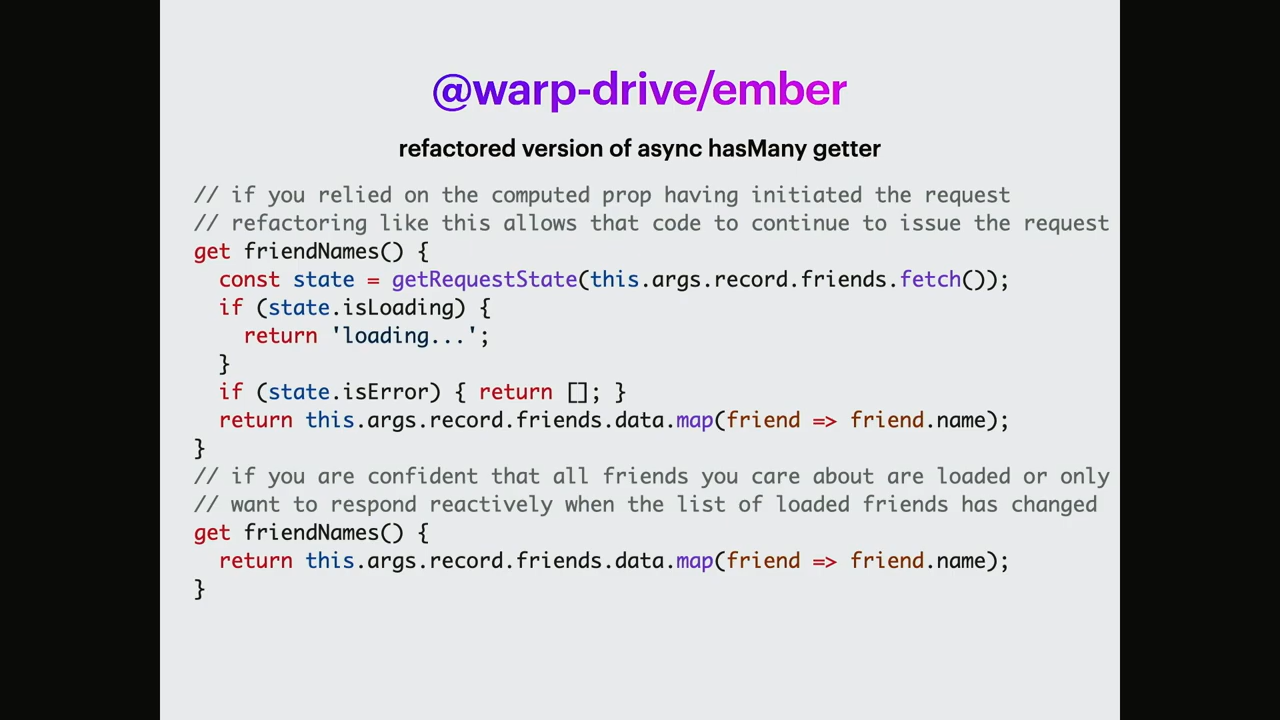 @warp-drive/ember
refactored version of async hasMany getter
// if you relied on the computed prop having initiated the request
// refactoring like this allows that code to continue to issue the request
get friendNames() {
  const state = getRequestState(this.args.record.friends.fetch());
  if (state.isLoading) {
    return 'loading...';
  }
  if (state.isError) { return []; }
  return this.args.record.friends.data.map(friend => friend.name);
}
// if you are confident that all friends you care about are loaded or only
// want to respond reactively when the list of loaded friends has changed
get friendNames() {
  return this.args.record.friends.data.map(friend => friend.name);
}